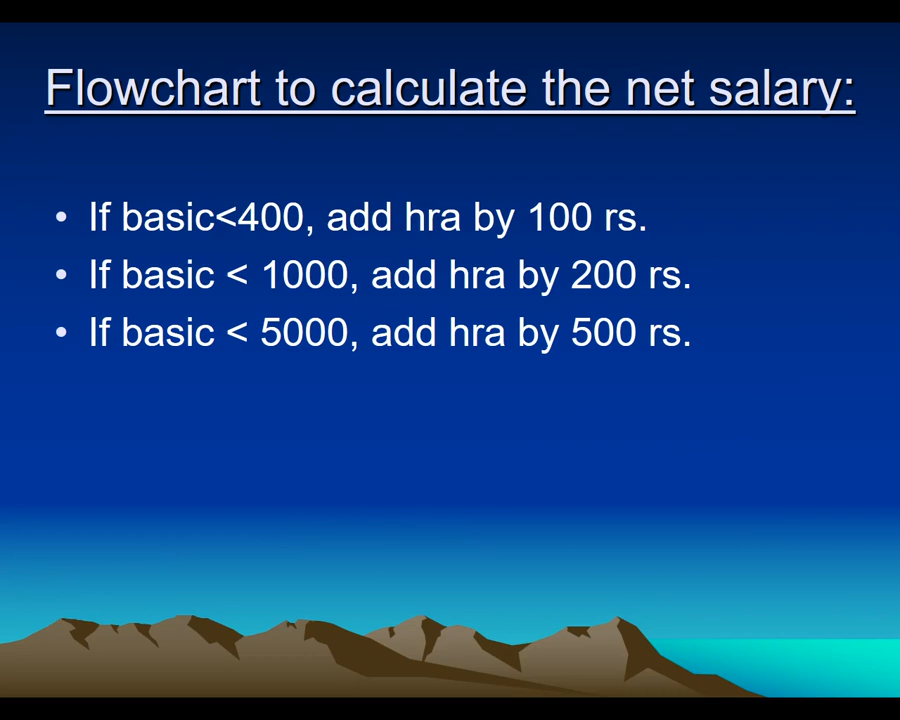 Flowchart to calculate the net salary:
• If basic<400, add hra by 100 rs.
• If basic < 1000, add hra by 200 rs.
• If basic < 5000, add hra by 500 rs.